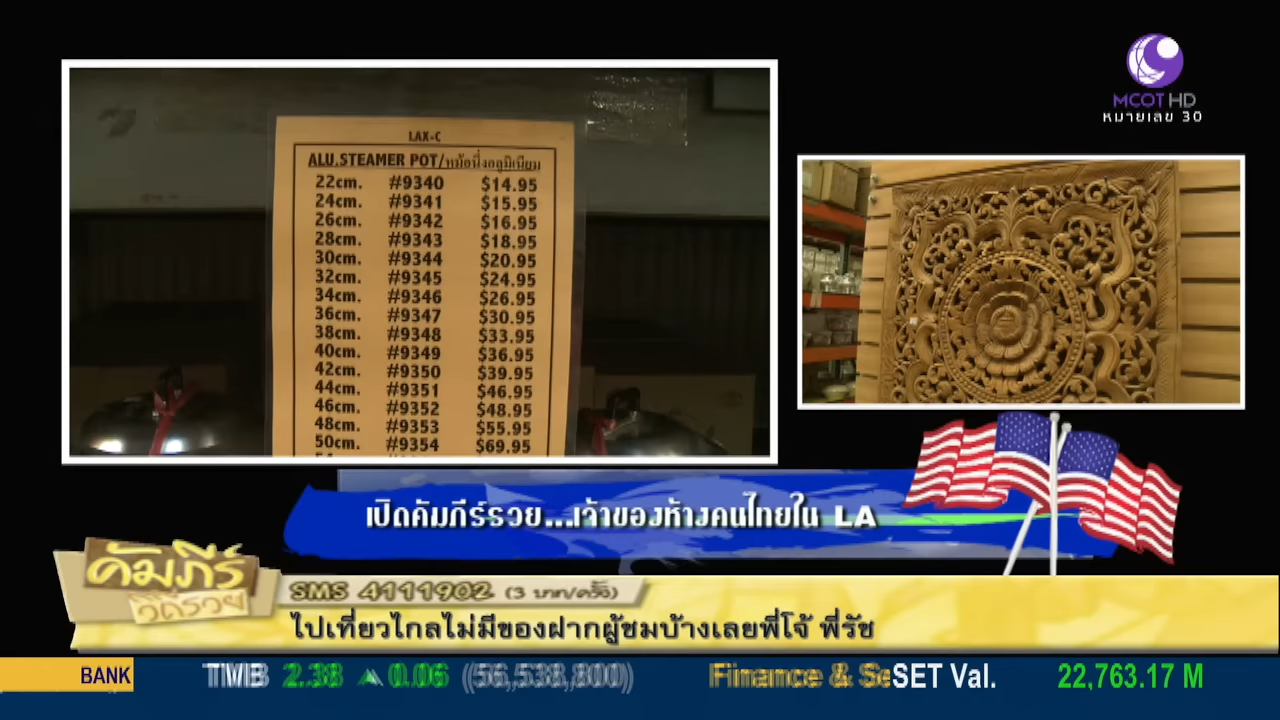 MCOT HD
หมายเลข 30
LAX-C
ALU.STEAMER POT/หม้อนึ่งอลูมิเนียม
22cm. #9340 $14.95
24cm. #9341 $15.95
26cm. #9342 $16.95
28cm. #9343 $18.95
30cm. #9344 $20.95
32cm. #9345 $24.95
34cm. #9346 $26.95
36cm. #9347 $30.95
38cm. #9348 $33.95
40cm. #9349 $36.95
42cm. #9350 $39.95
44cm. #9351 $46.95
46cm. #9352 $48.95
48cm. #9353 $55.95
50cm. #9354 $69.95
เปิดคัมภีร์รวย...เจ้าของห้างคนไทยใน LA
คัมภีร์
วิถีรวย
SMS 4111902 (3 บาท/ครั้ง)
ไปเที่ยวไกลไม่มีของฝากผู้ชมบ้างเลยพี่โจ้ พี่รัช
BANK TMB 2.38 0.06 (56,538,800) Finance & Se SET Val. 22,763.17 M